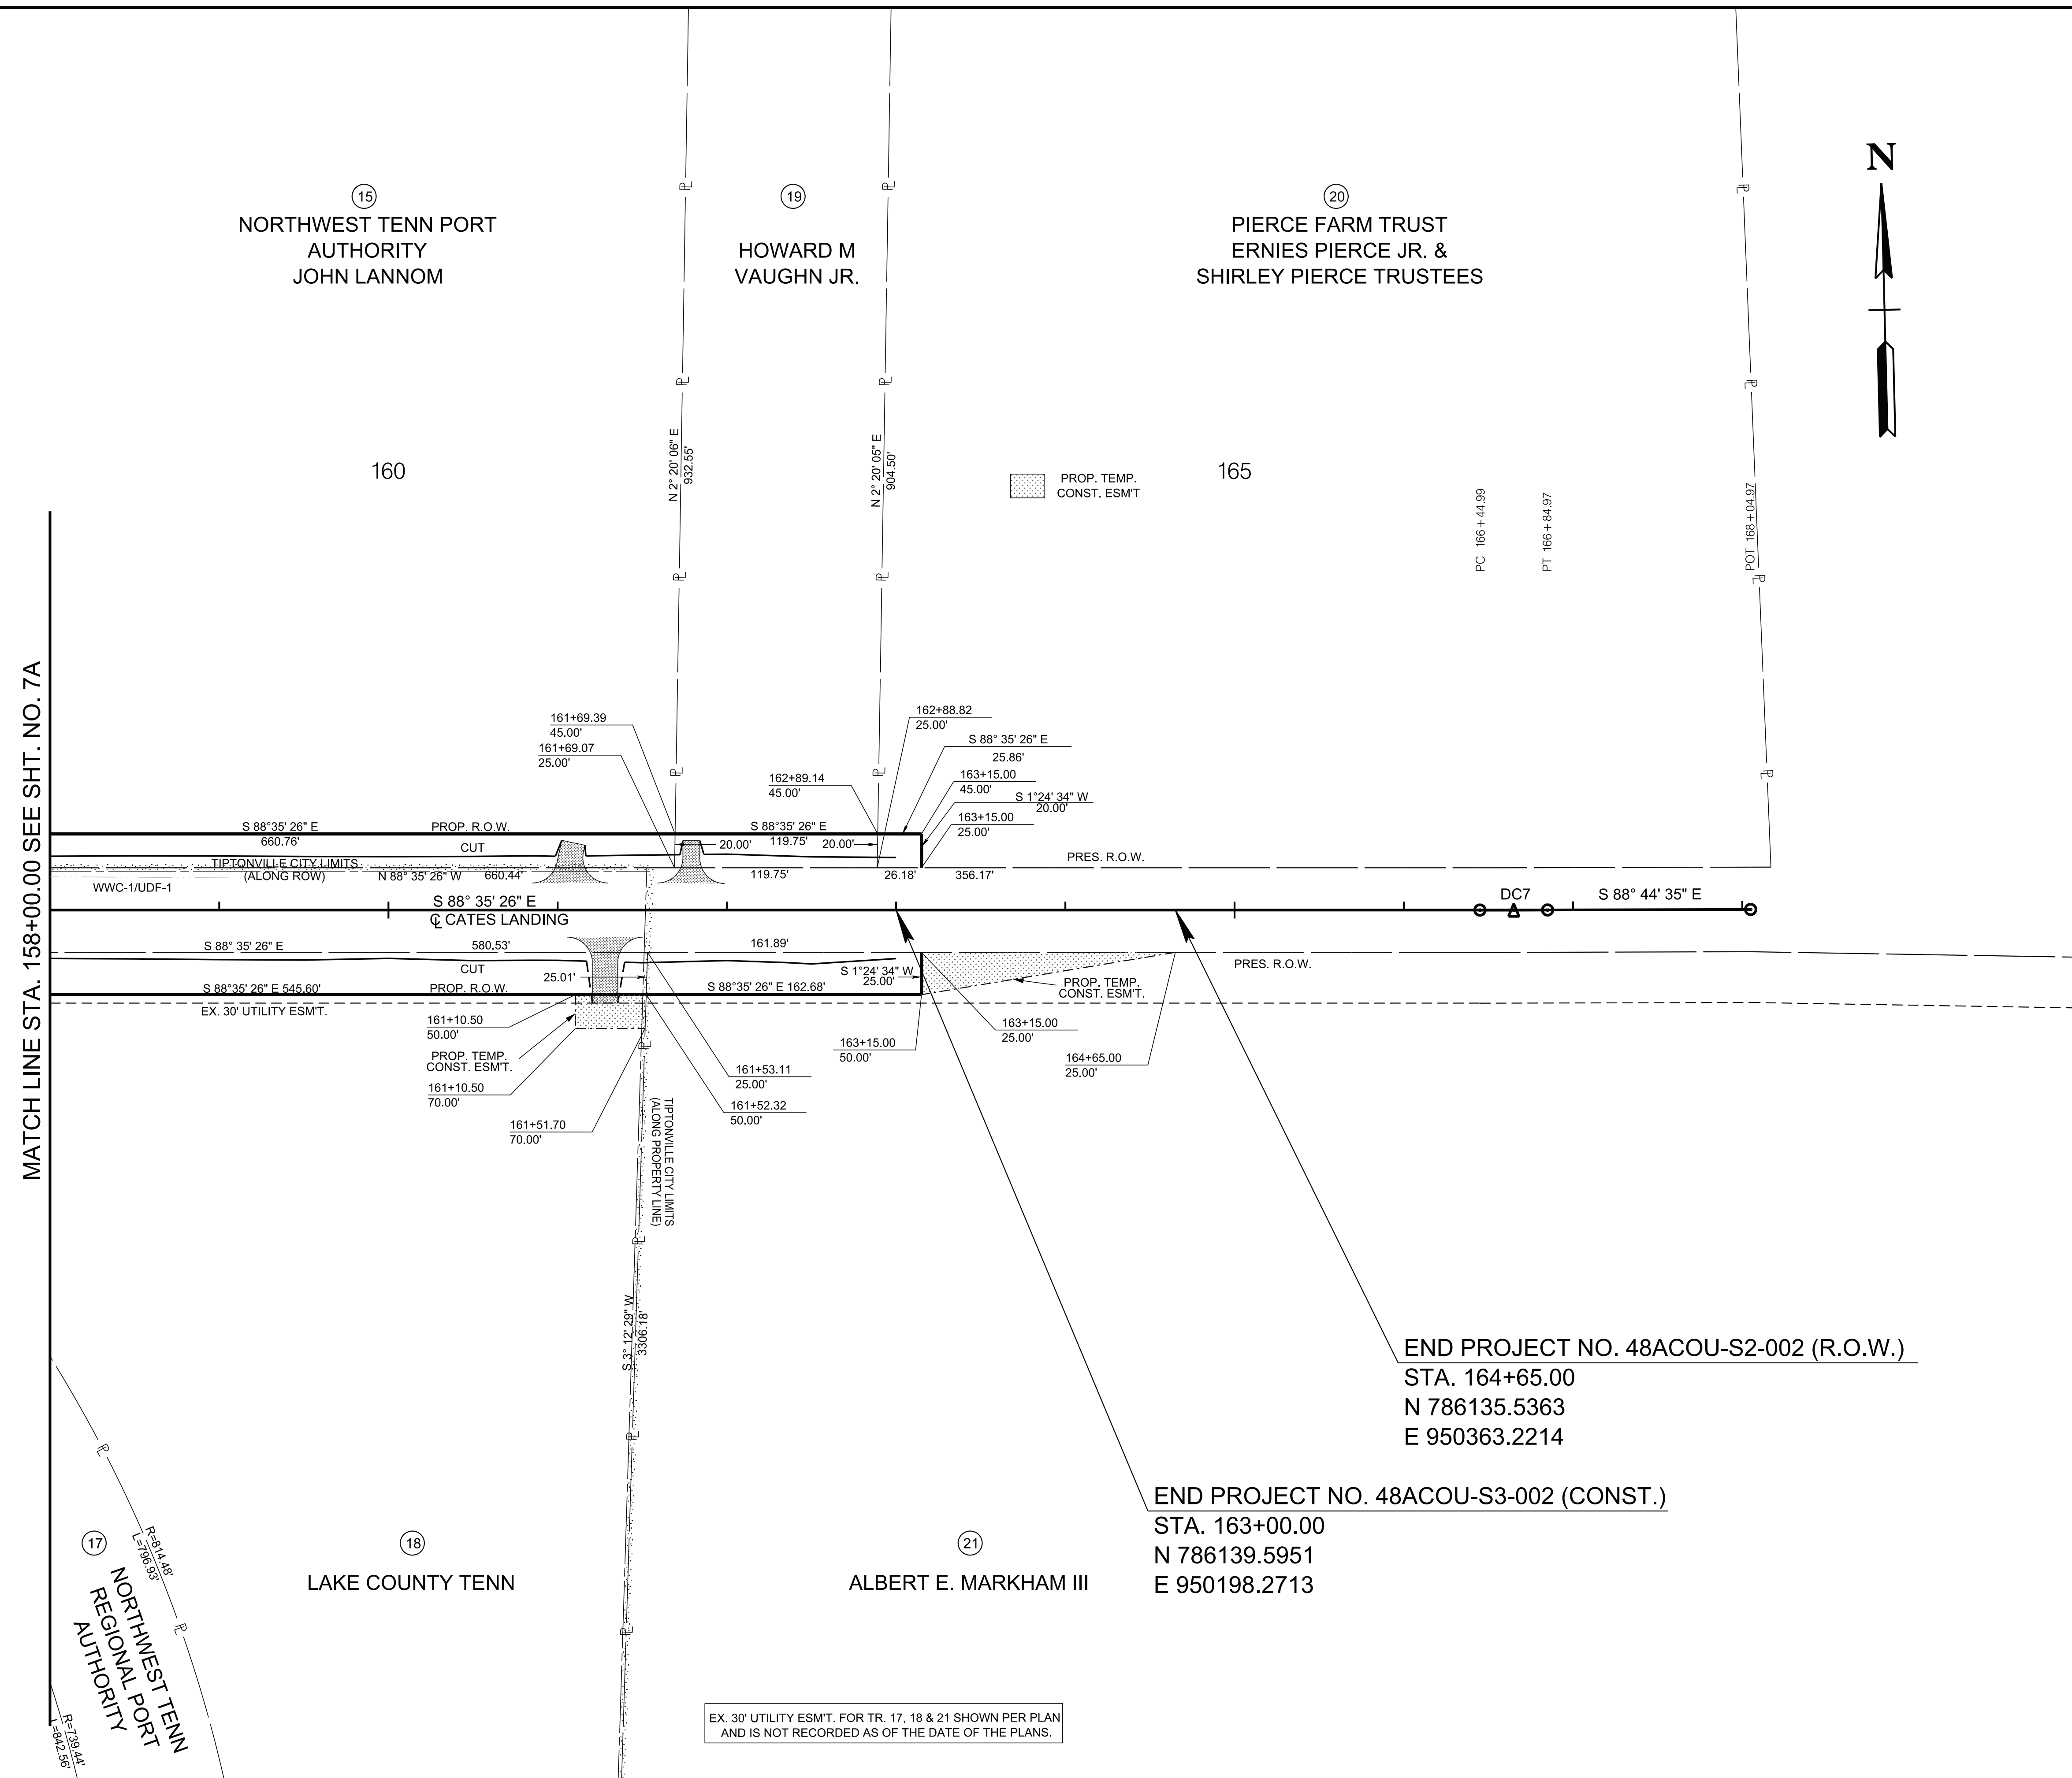 15
NORTHWEST TENN PORT
AUTHORITY
JOHN LANNOM
19
HOWARD M
VAUGHN JR.
20
PIERCE FARM TRUST
ERNIES PIERCE JR. &
SHIRLEY PIERCE TRUSTEES
N
160
165
N 2° 20' 06" E
932.55'
N 2° 20' 05" E
904.50'
PROP. TEMP.
CONST. ESM'T
PC 166+44.99
PT 166+84.97
POT 168+04.97
MATCH LINE STA. 158+00.00 SEE SHT. NO. 7A
161+69.39
45.00'
161+69.07
25.00'
162+89.14
45.00'
162+88.82
25.00'
S 88° 35' 26" E
25.86'
163+15.00
45.00'
S 1°24' 34" W
20.00'
163+15.00
25.00'
S 88°35' 26" E
660.76'
PROP. R.O.W.
CUT
S 88°35' 26" E
119.75'
20.00'
20.00'
TIPTONVILLE CITY LIMITS
(ALONG ROW)
N 88° 35' 26" W
660.44'
119.75'
26.18'
356.17'
PRES. R.O.W.
WWC-1/UDF-1
S 88° 35' 26" E
℄ CATES LANDING
DC7
S 88° 44' 35" E
S 88° 35' 26" E
580.53'
161.89'
CUT
25.01'
S 1°24' 34" W
25.00'
PRES. R.O.W.
S 88°35' 26" E 545.60'
PROP. R.O.W.
S 88°35' 26" E 162.68'
PROP. TEMP.
CONST. ESM'T.
EX. 30' UTILITY ESM'T.
161+10.50
50.00'
PROP. TEMP.
CONST. ESM'T.
161+10.50
70.00'
161+51.70
70.00'
161+53.11
25.00'
161+52.32
50.00'
163+15.00
50.00'
163+15.00
25.00'
164+65.00
25.00'
TIPTONVILLE CITY LIMITS
(ALONG PROPERTY LINE)
S 3° 12' 29" W
3306.18'
END PROJECT NO. 48ACOU-S2-002 (R.O.W.)
STA. 164+65.00
N 786135.5363
E 950363.2214
END PROJECT NO. 48ACOU-S3-002 (CONST.)
STA. 163+00.00
N 786139.5951
E 950198.2713
17
NORTHWEST TENN
REGIONAL PORT
AUTHORITY
R=814.48'
L=796.93'
R=739.44'
L=842.56'
18
LAKE COUNTY TENN
21
ALBERT E. MARKHAM III
EX. 30' UTILITY ESM'T. FOR TR. 17, 18 & 21 SHOWN PER PLAN
AND IS NOT RECORDED AS OF THE DATE OF THE PLANS.